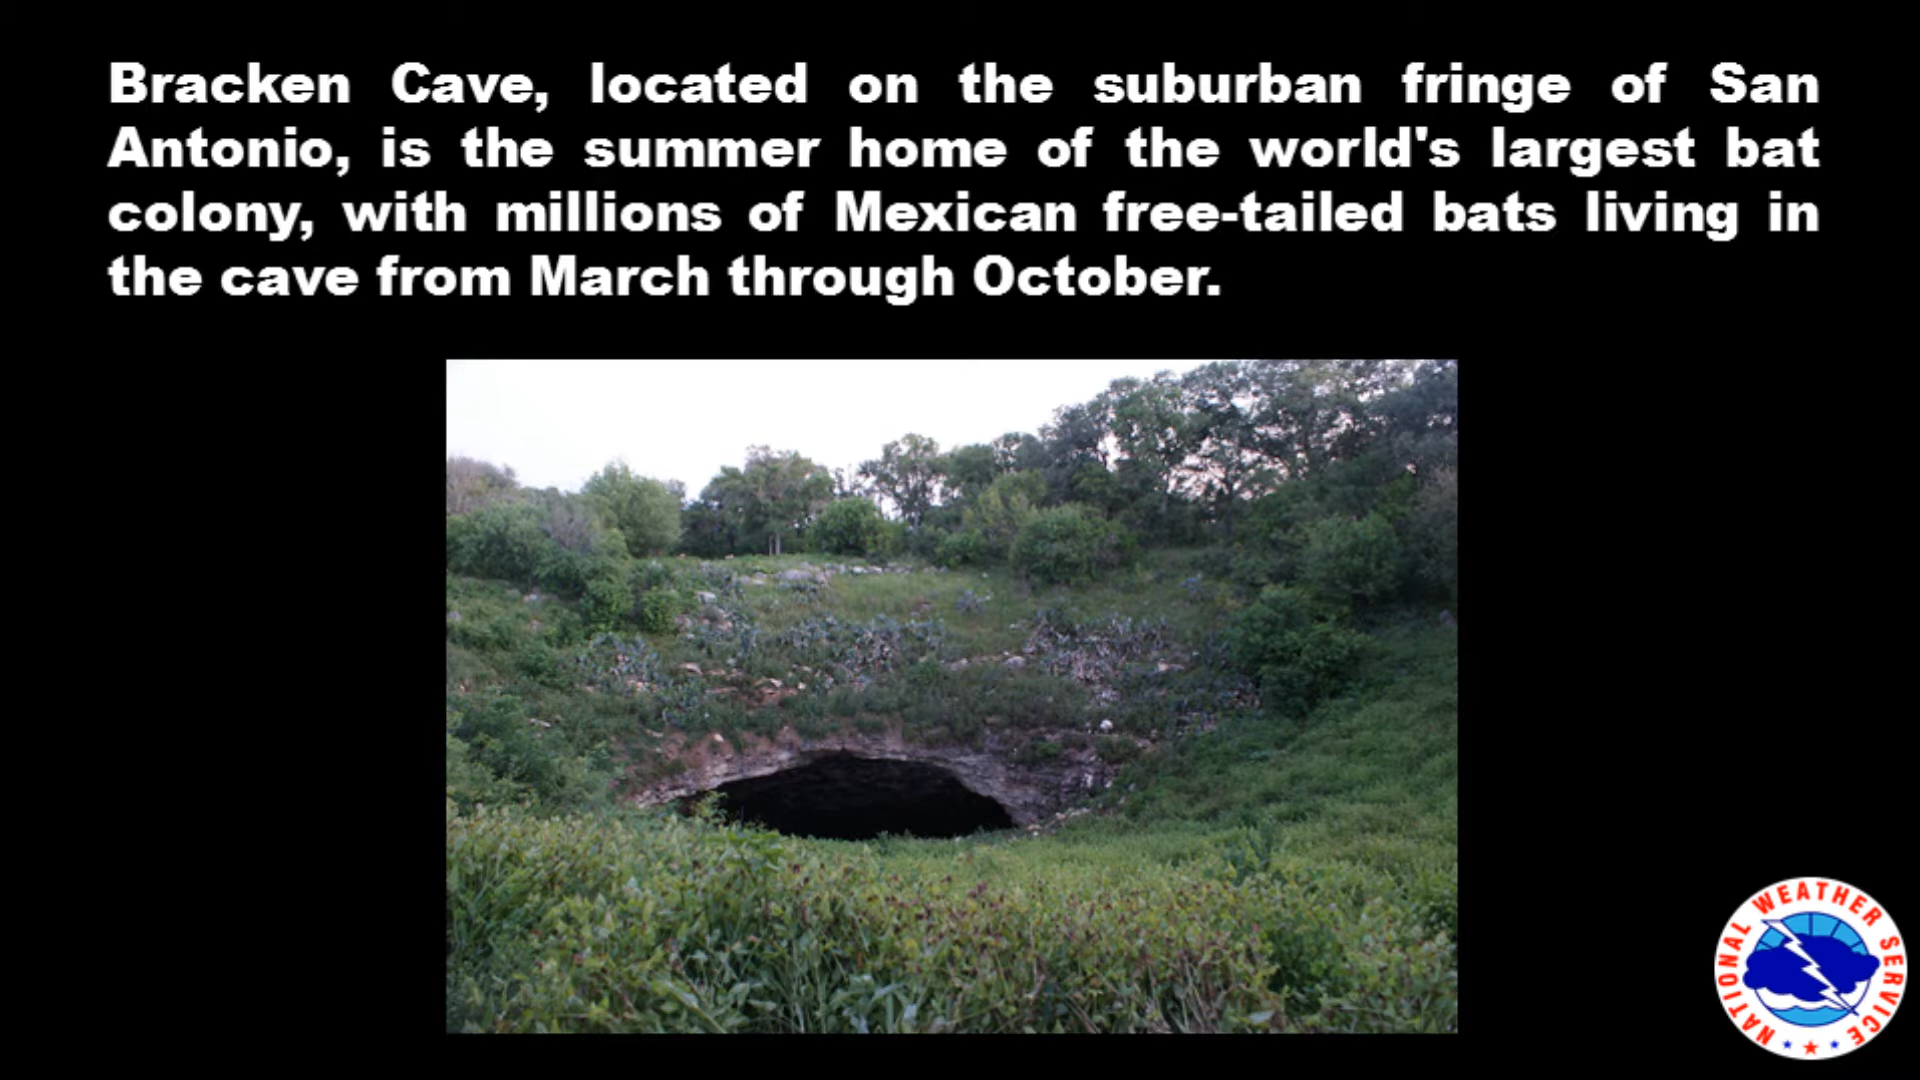 Bracken Cave, located on the suburban fringe of San
Antonio, is the summer home of the world's largest bat
colony, with millions of Mexican free-tailed bats living in
the cave from March through October.
NATIONAL WEATHER SERVICE